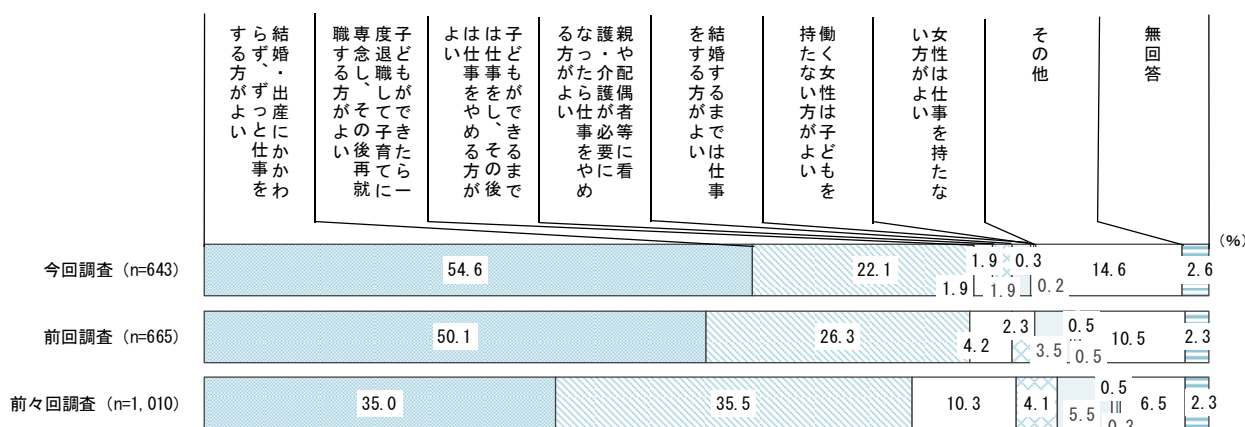 結婚・出産にかかわ
らず、ずっと仕事を
する方がよい
子どもができたら一
度退職して子育てに
専念し、その後再就
職する方がよい
子どもができるまで
は仕事をし、その後
は仕事をやめる方が
よい
親や配偶者等に看
護・介護が必要に
なったら仕事をやめ
る方がよい
結婚するまでは仕事
をする方がよい
働く女性は子どもを
持たない方がよい
女性は仕事を持たな
い方がよい
その他
無回答
(%)
今回調査 (n=643)
54.6
22.1
1.9
1.9
1.9
0.3
0.2
14.6
2.6
前回調査 (n=665)
50.1
26.3
4.2
2.3
3.5
0.5
0.5
10.5
2.3
前々回調査 (n=1,010)
35.0
35.5
10.3
4.1
5.5
0.5
0.3
6.5
2.3